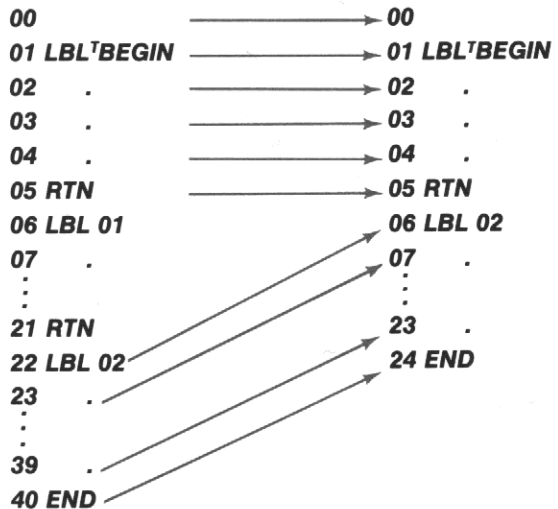 00
01 LBLᵀBEGIN
02 .
03 .
04 .
05 RTN
06 LBL 01
07 .
.
.
.
21 RTN
22 LBL 02
23 .
.
.
.
39 .
40 END
00
01 LBLᵀBEGIN
02 .
03 .
04 .
05 RTN
06 LBL 02
07 .
.
.
.
23 .
24 END